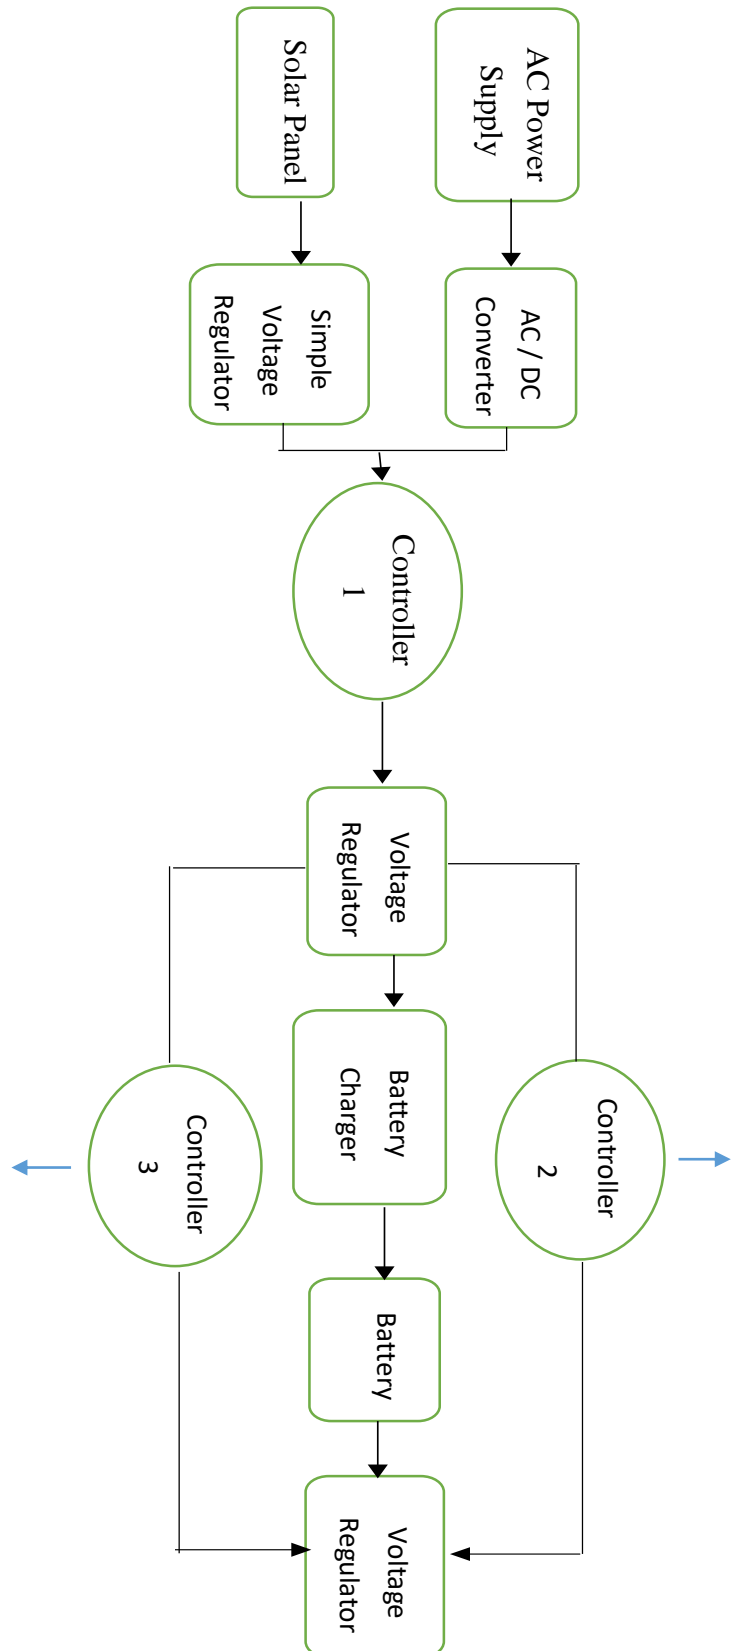 AC Power
Supply
Solar Panel
AC / DC
Converter
Simple
Voltage
Regulator
Controller
1
Voltage
Regulator
Controller
2
Battery
Charger
Controller
3
Battery
Voltage
Regulator